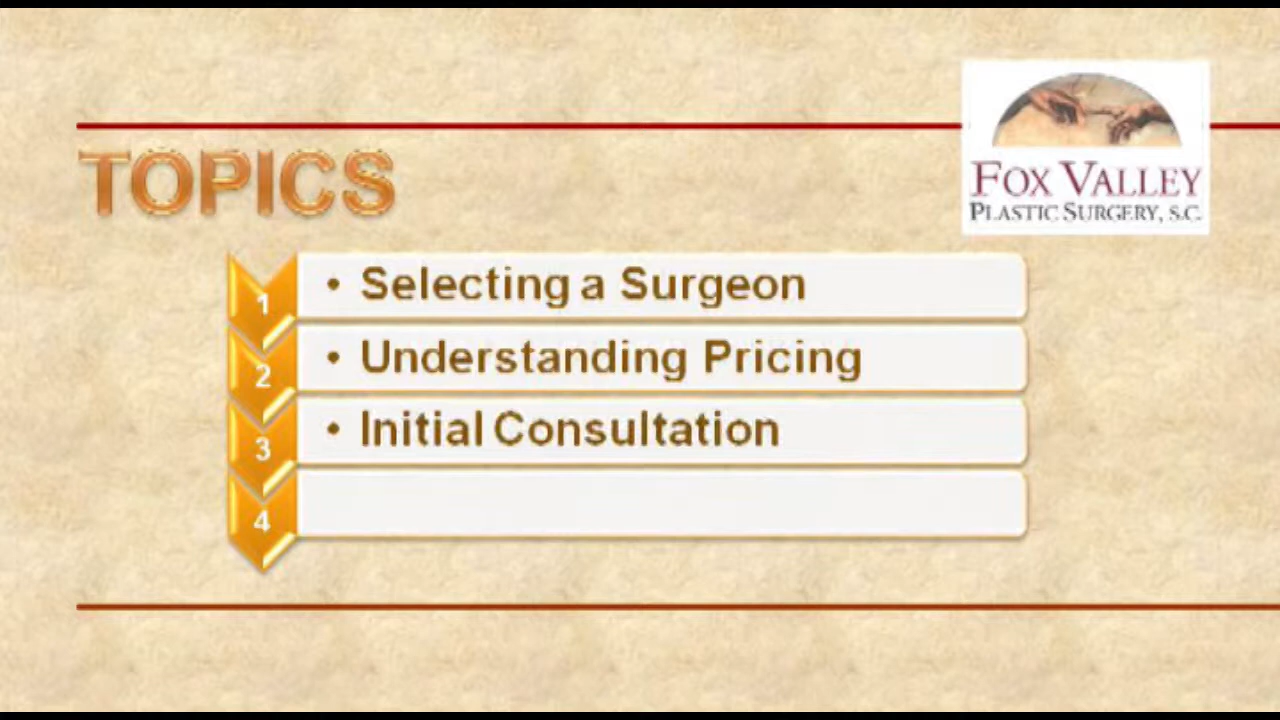 FOX VALLEY
PLASTIC SURGERY, S.C.
TOPICS
1 • Selecting a Surgeon
2 • Understanding Pricing
3 • Initial Consultation
4